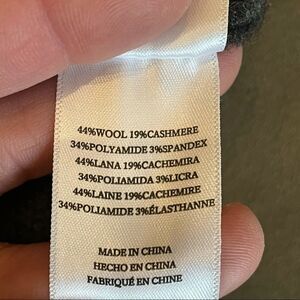 44%WOOL 19%CASHMERE
34%POLYAMIDE 3%SPANDEX
44%LANA 19%CACHEMIRA
34%POLIAMIDA 3%LICRA
44%LAINE 19%CACHEMIRE
34%POLIAMIDE 3%ÉLASTHANNE
MADE IN CHINA
HECHO EN CHINA
FABRIQUÉ EN CHINE